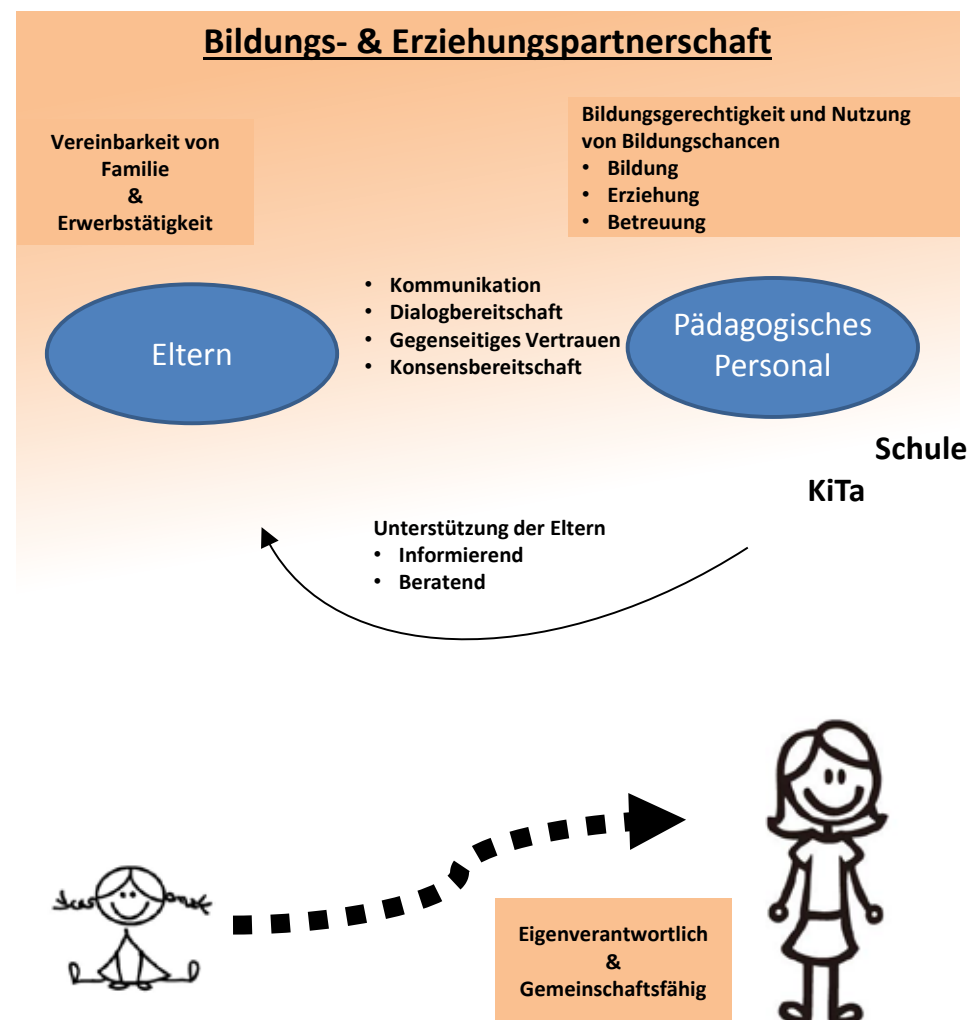 Bildungs- & Erziehungspartnerschaft
Vereinbarkeit von
Familie
&
Erwerbstätigkeit
Bildungsgerechtigkeit und Nutzung
von Bildungschancen
• Bildung
• Erziehung
• Betreuung
Eltern
• Kommunikation
• Dialogbereitschaft
• Gegenseitiges Vertrauen
• Konsensbereitschaft
Pädagogisches
Personal
Schule
KiTa
Unterstützung der Eltern
• Informierend
• Beratend
Eigenverantwortlich
&
Gemeinschaftsfähig